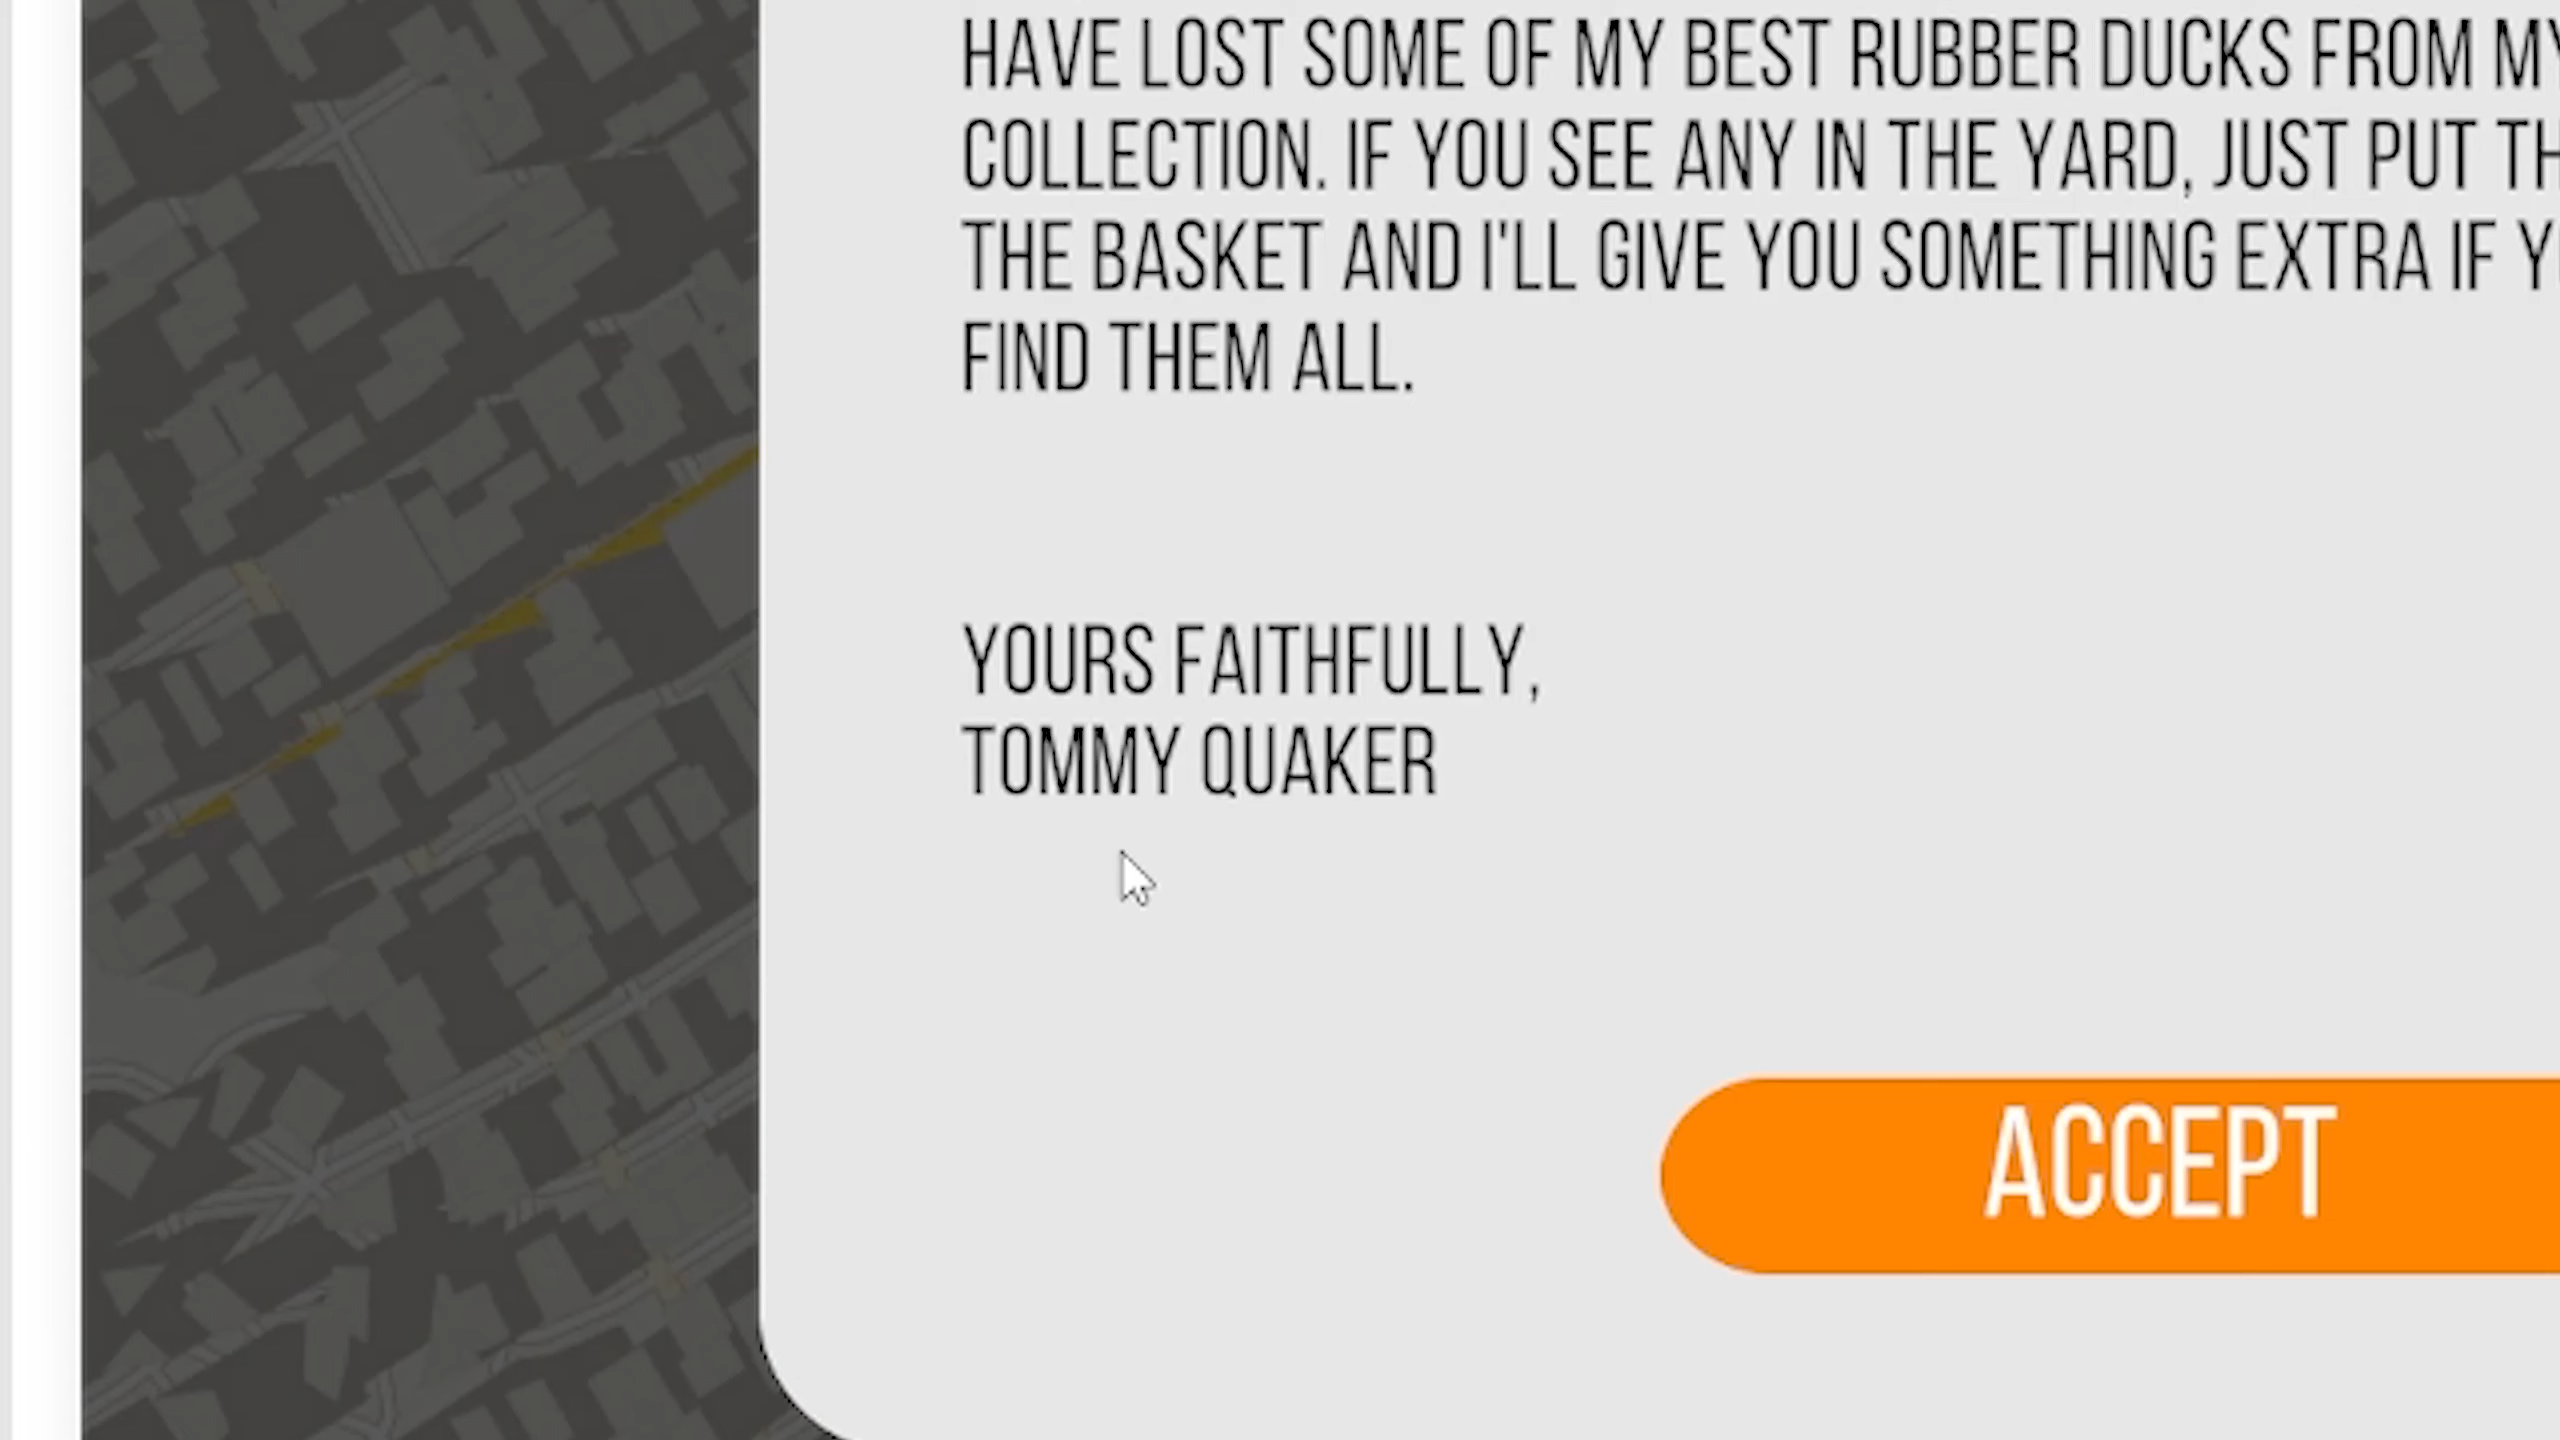 HAVE LOST SOME OF MY BEST RUBBER DUCKS FROM MY
COLLECTION. IF YOU SEE ANY IN THE YARD, JUST PUT
THE BASKET AND I'LL GIVE YOU SOMETHING EXTRA IF
FIND THEM ALL.
YOURS FAITHFULLY,
TOMMY QUAKER
ACCEPT